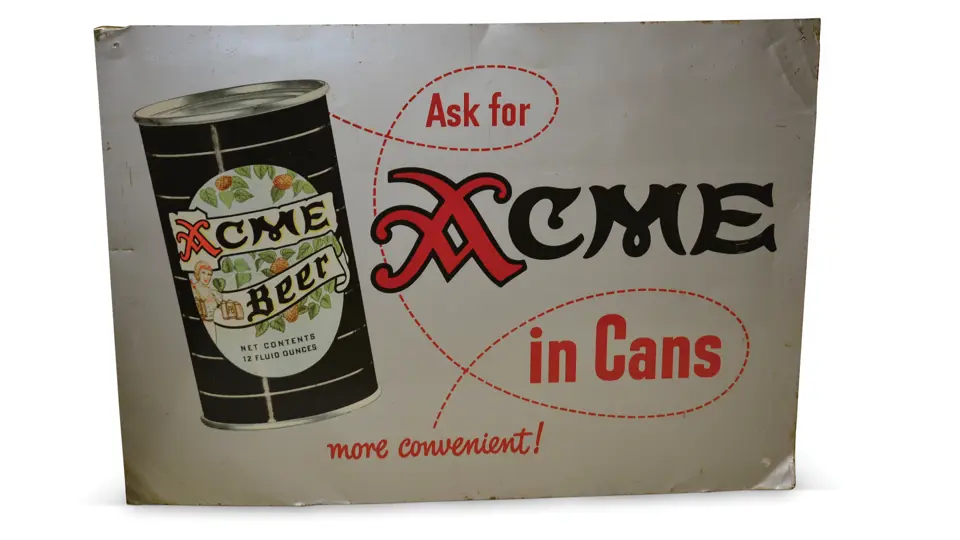 Ask for
ACME
in Cans
more convenient!
ACME
Beer
NET CONTENTS
12 FLUID OUNCES